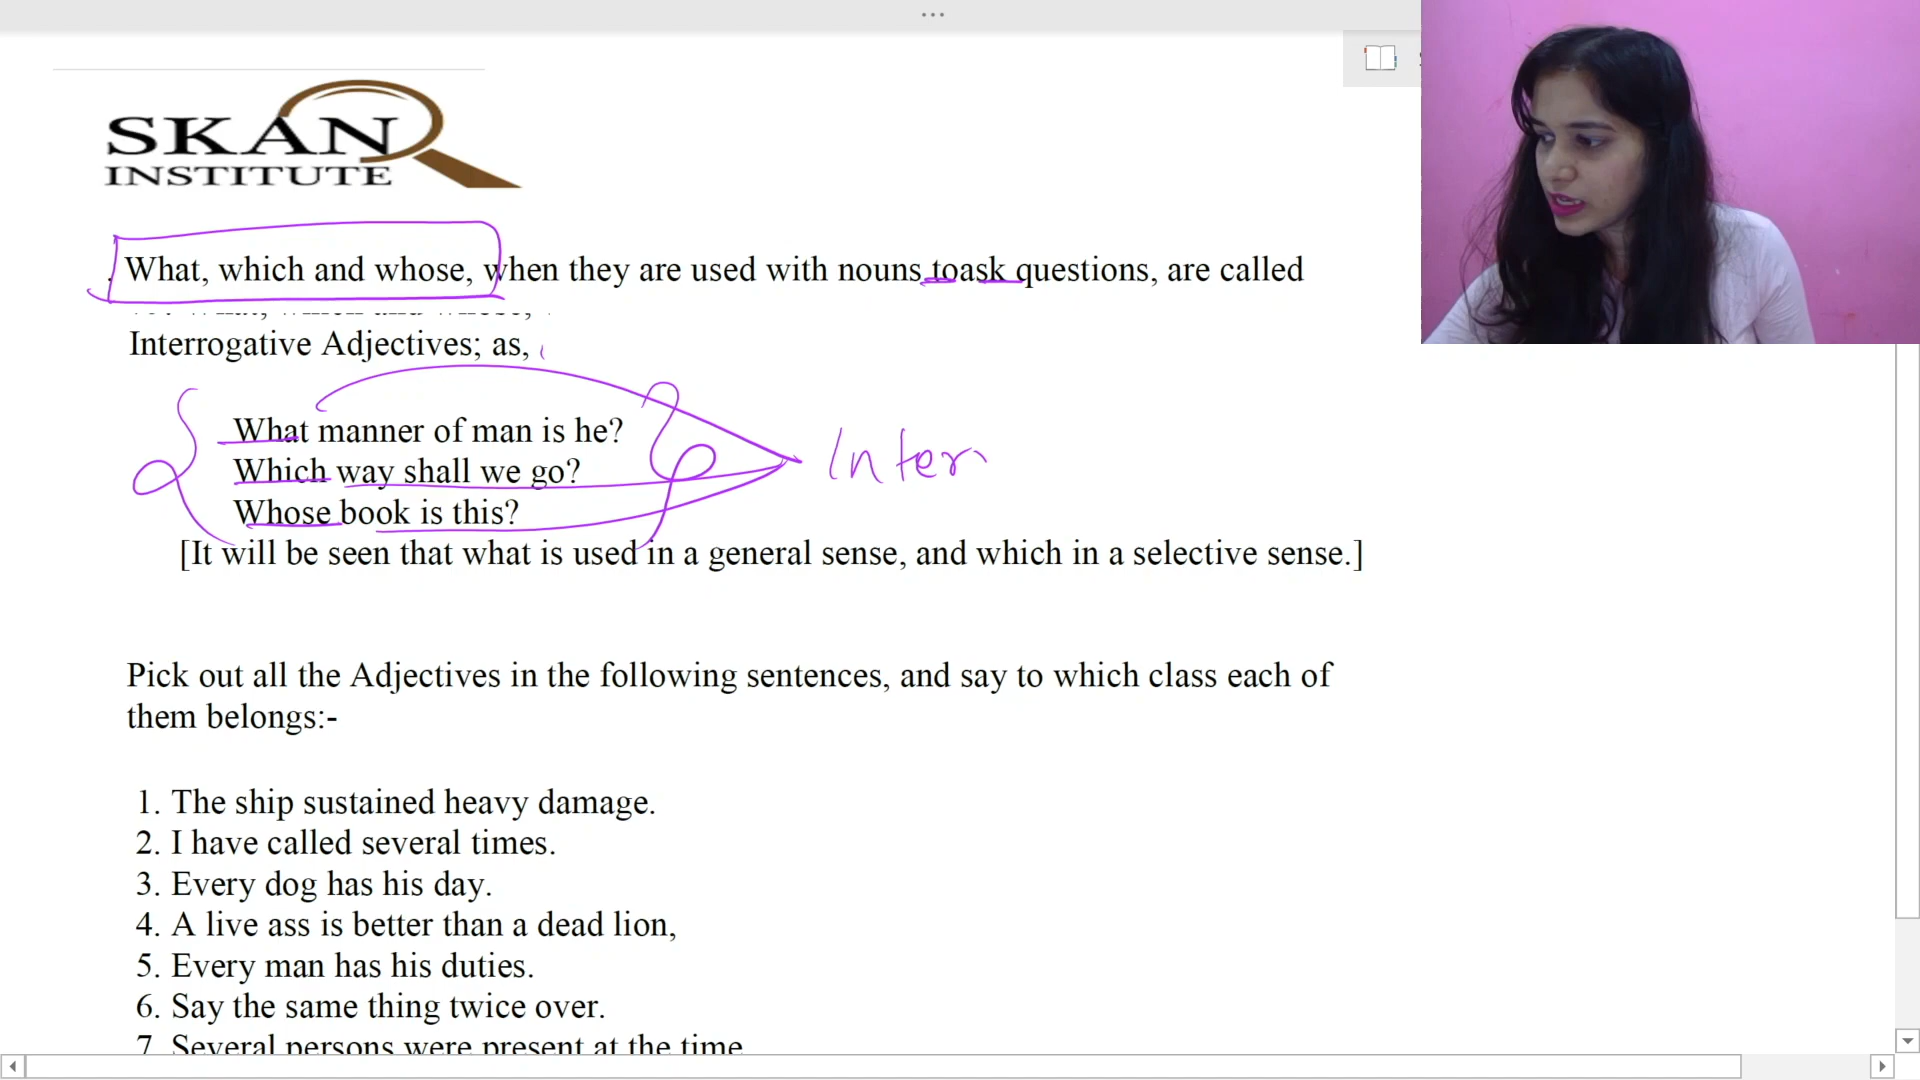 SKAN
INSTITUTE
What, which and whose, when they are used with nouns toask questions, are called
Interrogative Adjectives; as,
What manner of man is he?
Which way shall we go?
Whose book is this?
Inter
[It will be seen that what is used in a general sense, and which in a selective sense.]
Pick out all the Adjectives in the following sentences, and say to which class each of
them belongs:-
1. The ship sustained heavy damage.
2. I have called several times.
3. Every dog has his day.
4. A live ass is better than a dead lion,
5. Every man has his duties.
6. Say the same thing twice over.
7. Several persons were present at the time